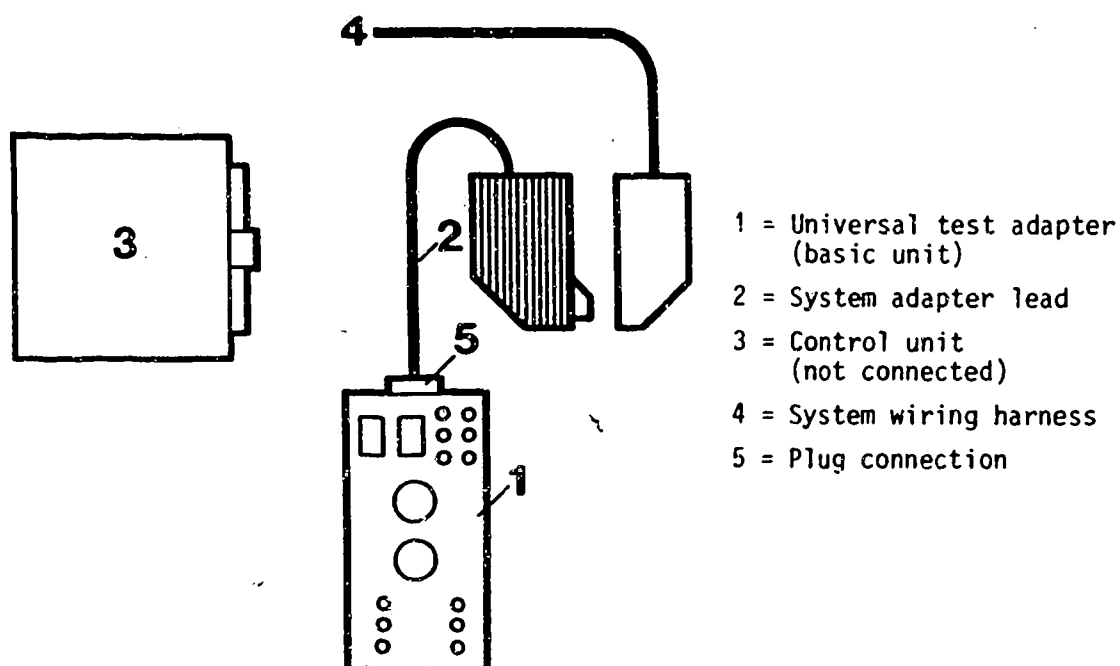 4
3
2
5
1
1 = Universal test adapter
(basic unit)
2 = System adapter lead
3 = Control unit
(not connected)
4 = System wiring harness
5 = Plug connection